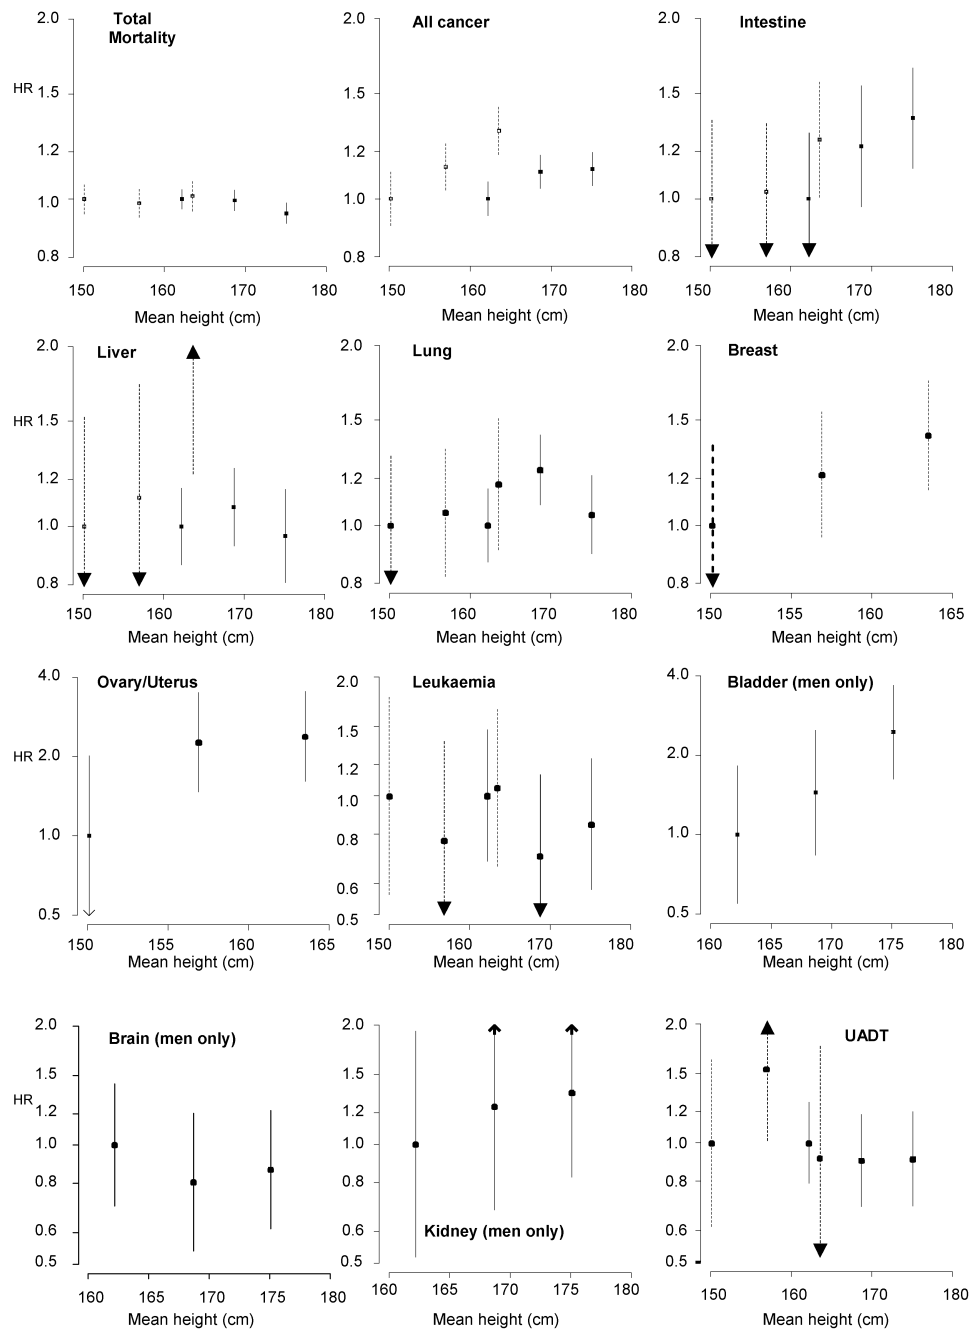 Total
Mortality
HR
2.0
1.5
1.2
1.0
0.8
150 160 170 180
Mean height (cm)
All cancer
2.0
1.5
1.2
1.0
0.8
150 160 170 180
Mean height (cm)
Intestine
2.0
1.5
1.2
1.0
0.8
150 160 170 180
Mean height (cm)
Liver
HR
2.0
1.5
1.2
1.0
0.8
150 160 170 180
Mean height (cm)
Lung
2.0
1.5
1.2
1.0
0.8
150 160 170 180
Mean height (cm)
Breast
2.0
1.5
1.2
1.0
0.8
150 155 160 165
Mean height (cm)
Ovary/Uterus
HR
4.0
2.0
1.0
0.5
150 155 160 165
Mean height (cm)
Leukaemia
2.0
1.5
1.2
1.0
0.8
0.6
0.5
150 160 170 180
Mean height (cm)
Bladder (men only)
4.0
2.0
1.0
0.5
160 165 170 175 180
Mean height (cm)
Brain (men only)
HR
2.0
1.5
1.2
1.0
0.8
0.6
0.5
160 165 170 175 180
Mean height (cm)
Kidney (men only)
2.0
1.5
1.2
1.0
0.8
0.6
0.5
160 165 170 175 180
Mean height (cm)
UADT
2.0
1.5
1.2
1.0
0.8
0.6
0.5
150 160 170 180
Mean height (cm)